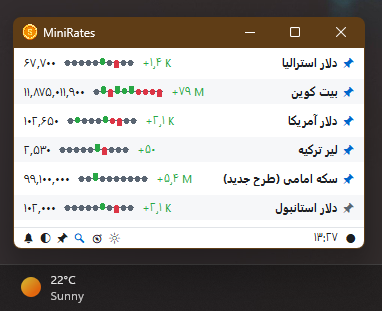 MiniRates
دلار استرالیا +۱٫۴ K ۶۷٫۷۰۰
بیت کوین +۷۹ M ۱۱٫۸۷۵٫۰۱۱٫۹۰۰
دلار آمریکا +۲٫۱ K ۱۰۲٫۶۵۰
لیر ترکیه +۵۰ ۲٫۵۳۰
سکه امامی (طرح جدید) +۵٫۴ M ۹۹٫۱۰۰٫۰۰۰
دلار استانبول +۲٫۱ K ۱۰۲٫۰۰۰
۱۳:۲۷
22°C
Sunny